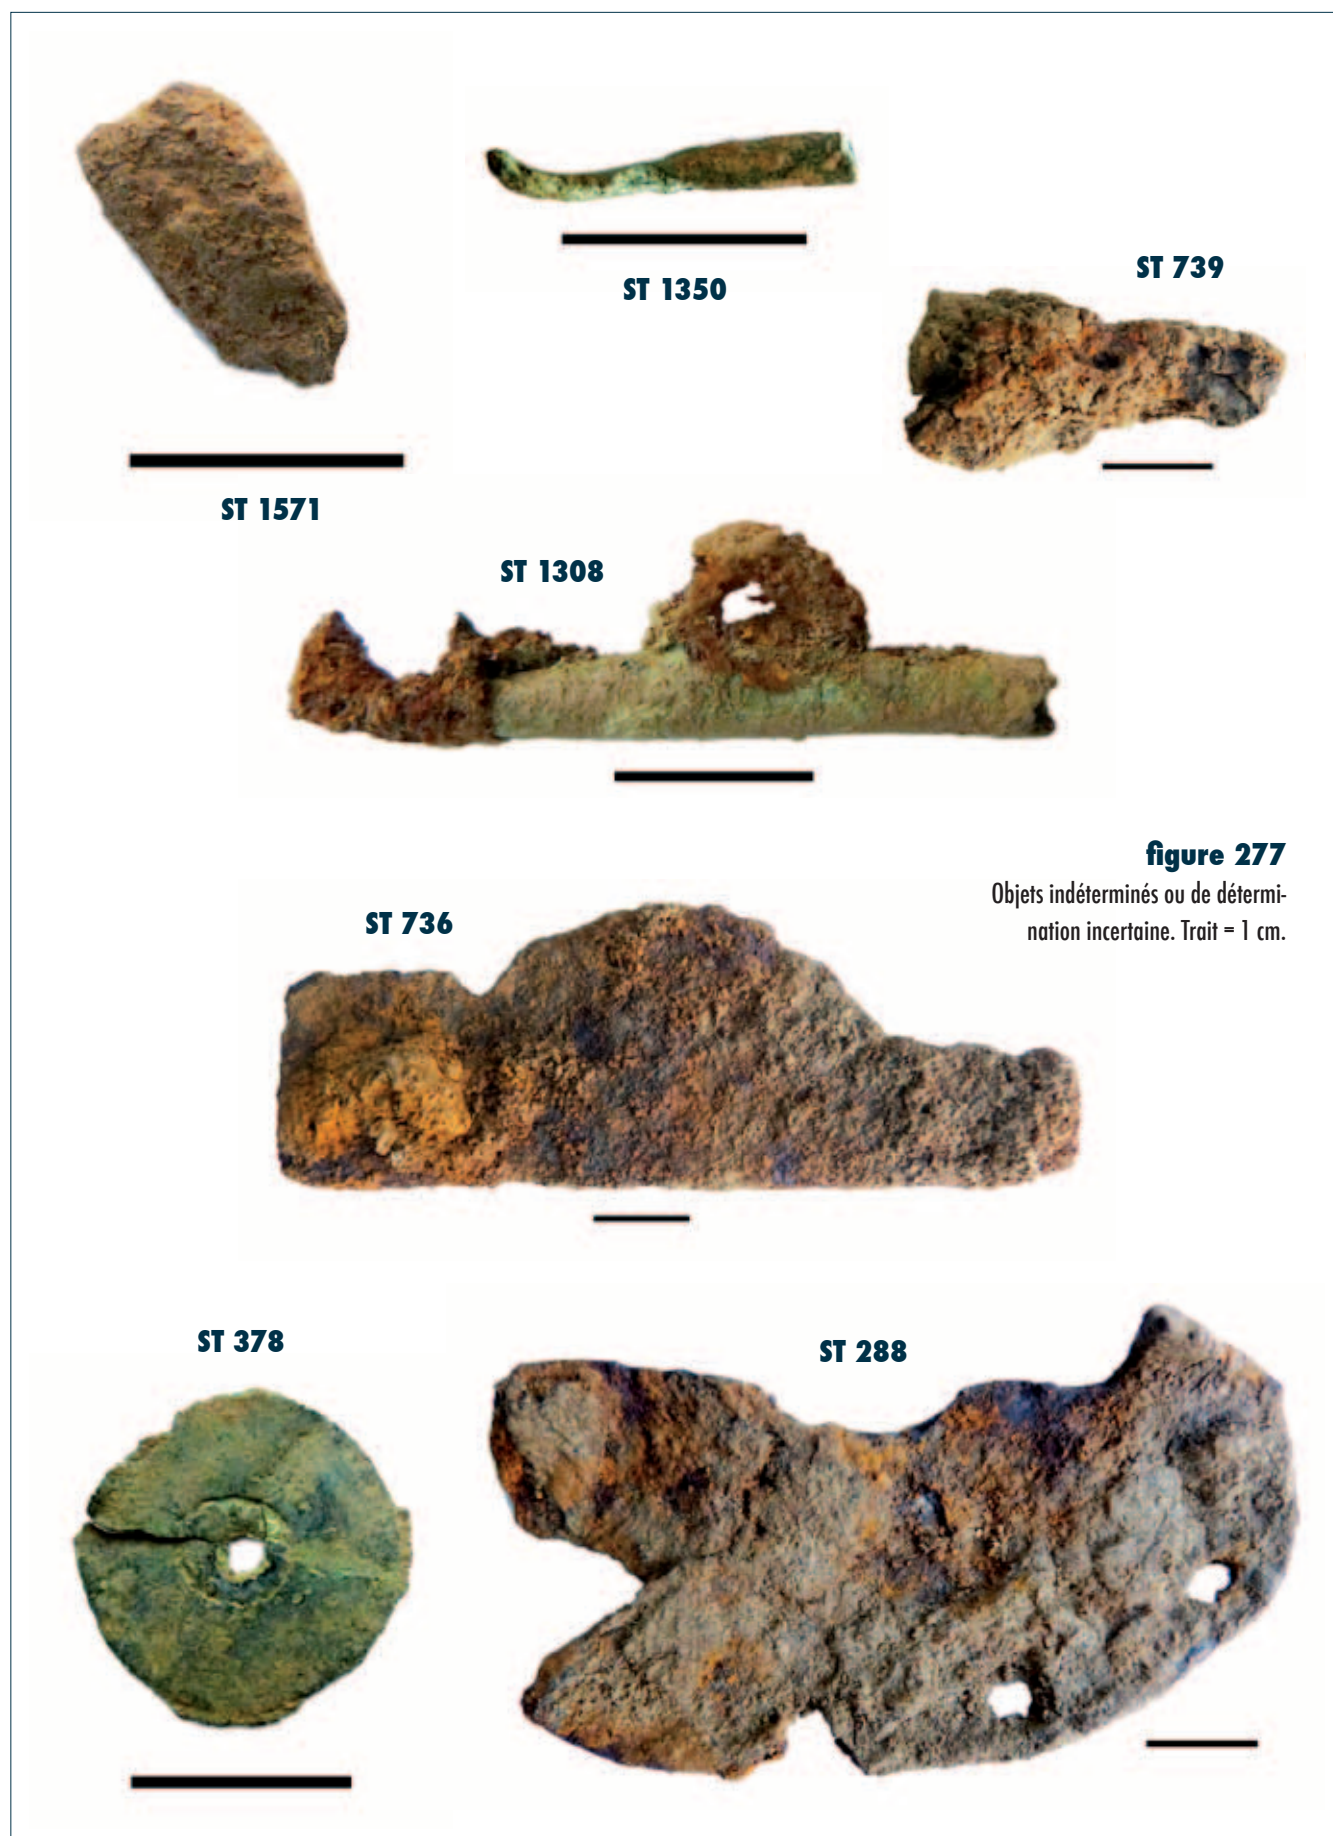 ST 1350
ST 739
ST 1571
ST 1308
figure 277
Objets indéterminés ou de détermi-
nation incertaine. Trait = 1 cm.
ST 736
ST 378
ST 288